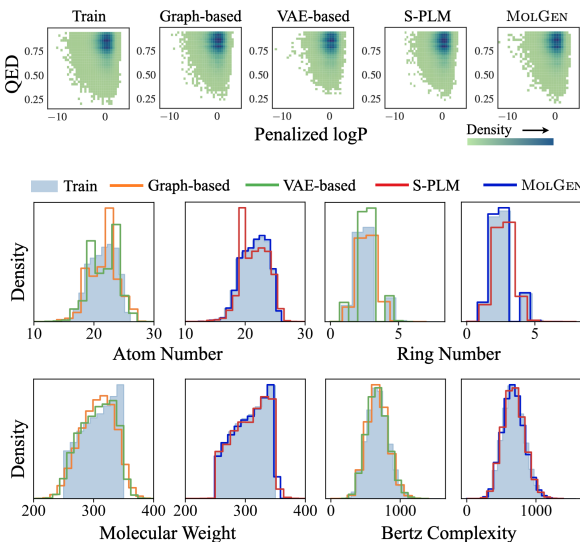 Train Graph-based VAE-based S-PLM MOLGEN
QED
0.75 0.75 0.75 0.75 0.75
0.50 0.50 0.50 0.50 0.50
0.25 0.25 0.25 0.25 0.25
−10 0 −10 0 −10 0 −10 0 −10 0
Penalized logP
Density
Train Graph-based VAE-based S-PLM MOLGEN
Density
10 20 30 10 20 30 0 5 0 5
Atom Number Ring Number
Density
200 300 400 200 300 400 0 1000 0 1000
Molecular Weight Bertz Complexity